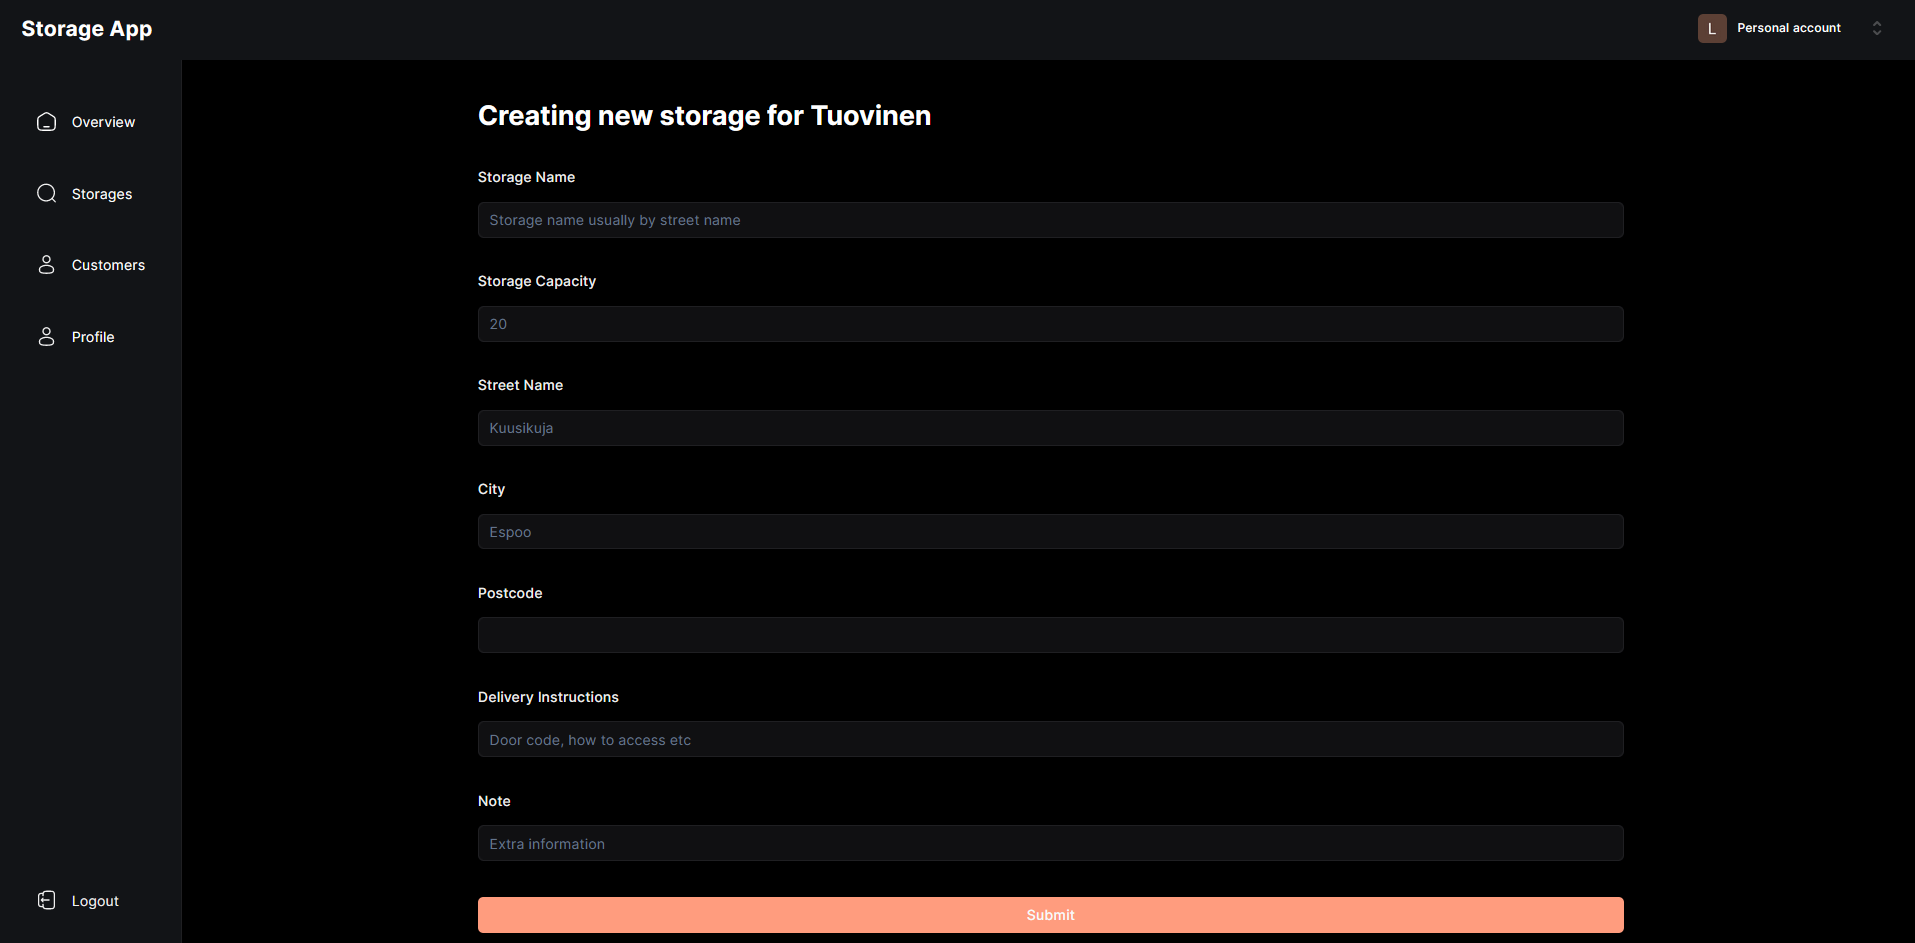 Storage App
L
Personal account
Overview
Storages
Customers
Profile
Logout
Creating new storage for Tuovinen
Storage Name
Storage name usually by street name
Storage Capacity
20
Street Name
Kuusikuja
City
Espoo
Postcode
Delivery Instructions
Door code, how to access etc
Note
Extra information
Submit